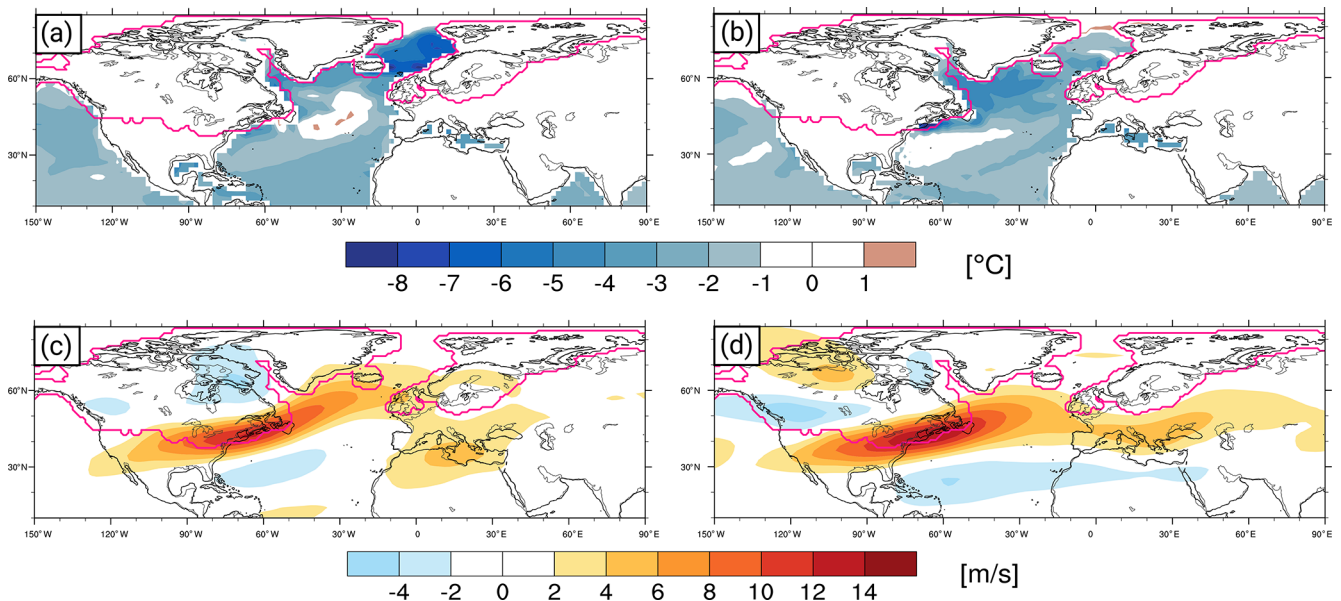 (a) (b)
60°N 60°N
30°N 30°N
150°W 120°W 90°W 60°W 30°W 0°E 30°E 60°E 90°E 150°W 120°W 90°W 60°W 30°W 0°E 30°E 60°E 90°E
-8 -7 -6 -5 -4 -3 -2 -1 0 1 [°C]
(c) (d)
60°N 60°N
30°N 30°N
150°W 120°W 90°W 60°W 30°W 0°E 30°E 60°E 90°E 150°W 120°W 90°W 60°W 30°W 0°E 30°E 60°E 90°E
-4 -2 0 2 4 6 8 10 12 14 [m/s]